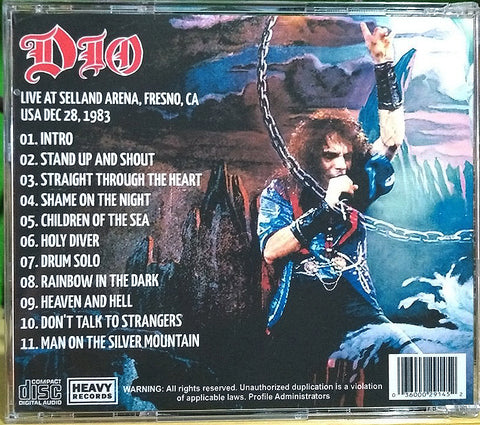 DIO
LIVE AT SELLAND ARENA, FRESNO, CA
USA DEC 28, 1983
01. INTRO
02. STAND UP AND SHOUT
03. STRAIGHT THROUGH THE HEART
04. SHAME ON THE NIGHT
05. CHILDREN OF THE SEA
06. HOLY DIVER
07. DRUM SOLO
08. RAINBOW IN THE DARK
09. HEAVEN AND HELL
10. DON'T TALK TO STRANGERS
11. MAN ON THE SILVER MOUNTAIN
COMPACT
disc
DIGITAL AUDIO
HEAVY
RECORDS
WARNING: All rights reserved. Unauthorized duplication is a violation
of applicable laws. Profile Administrators
0 36000 29145 2